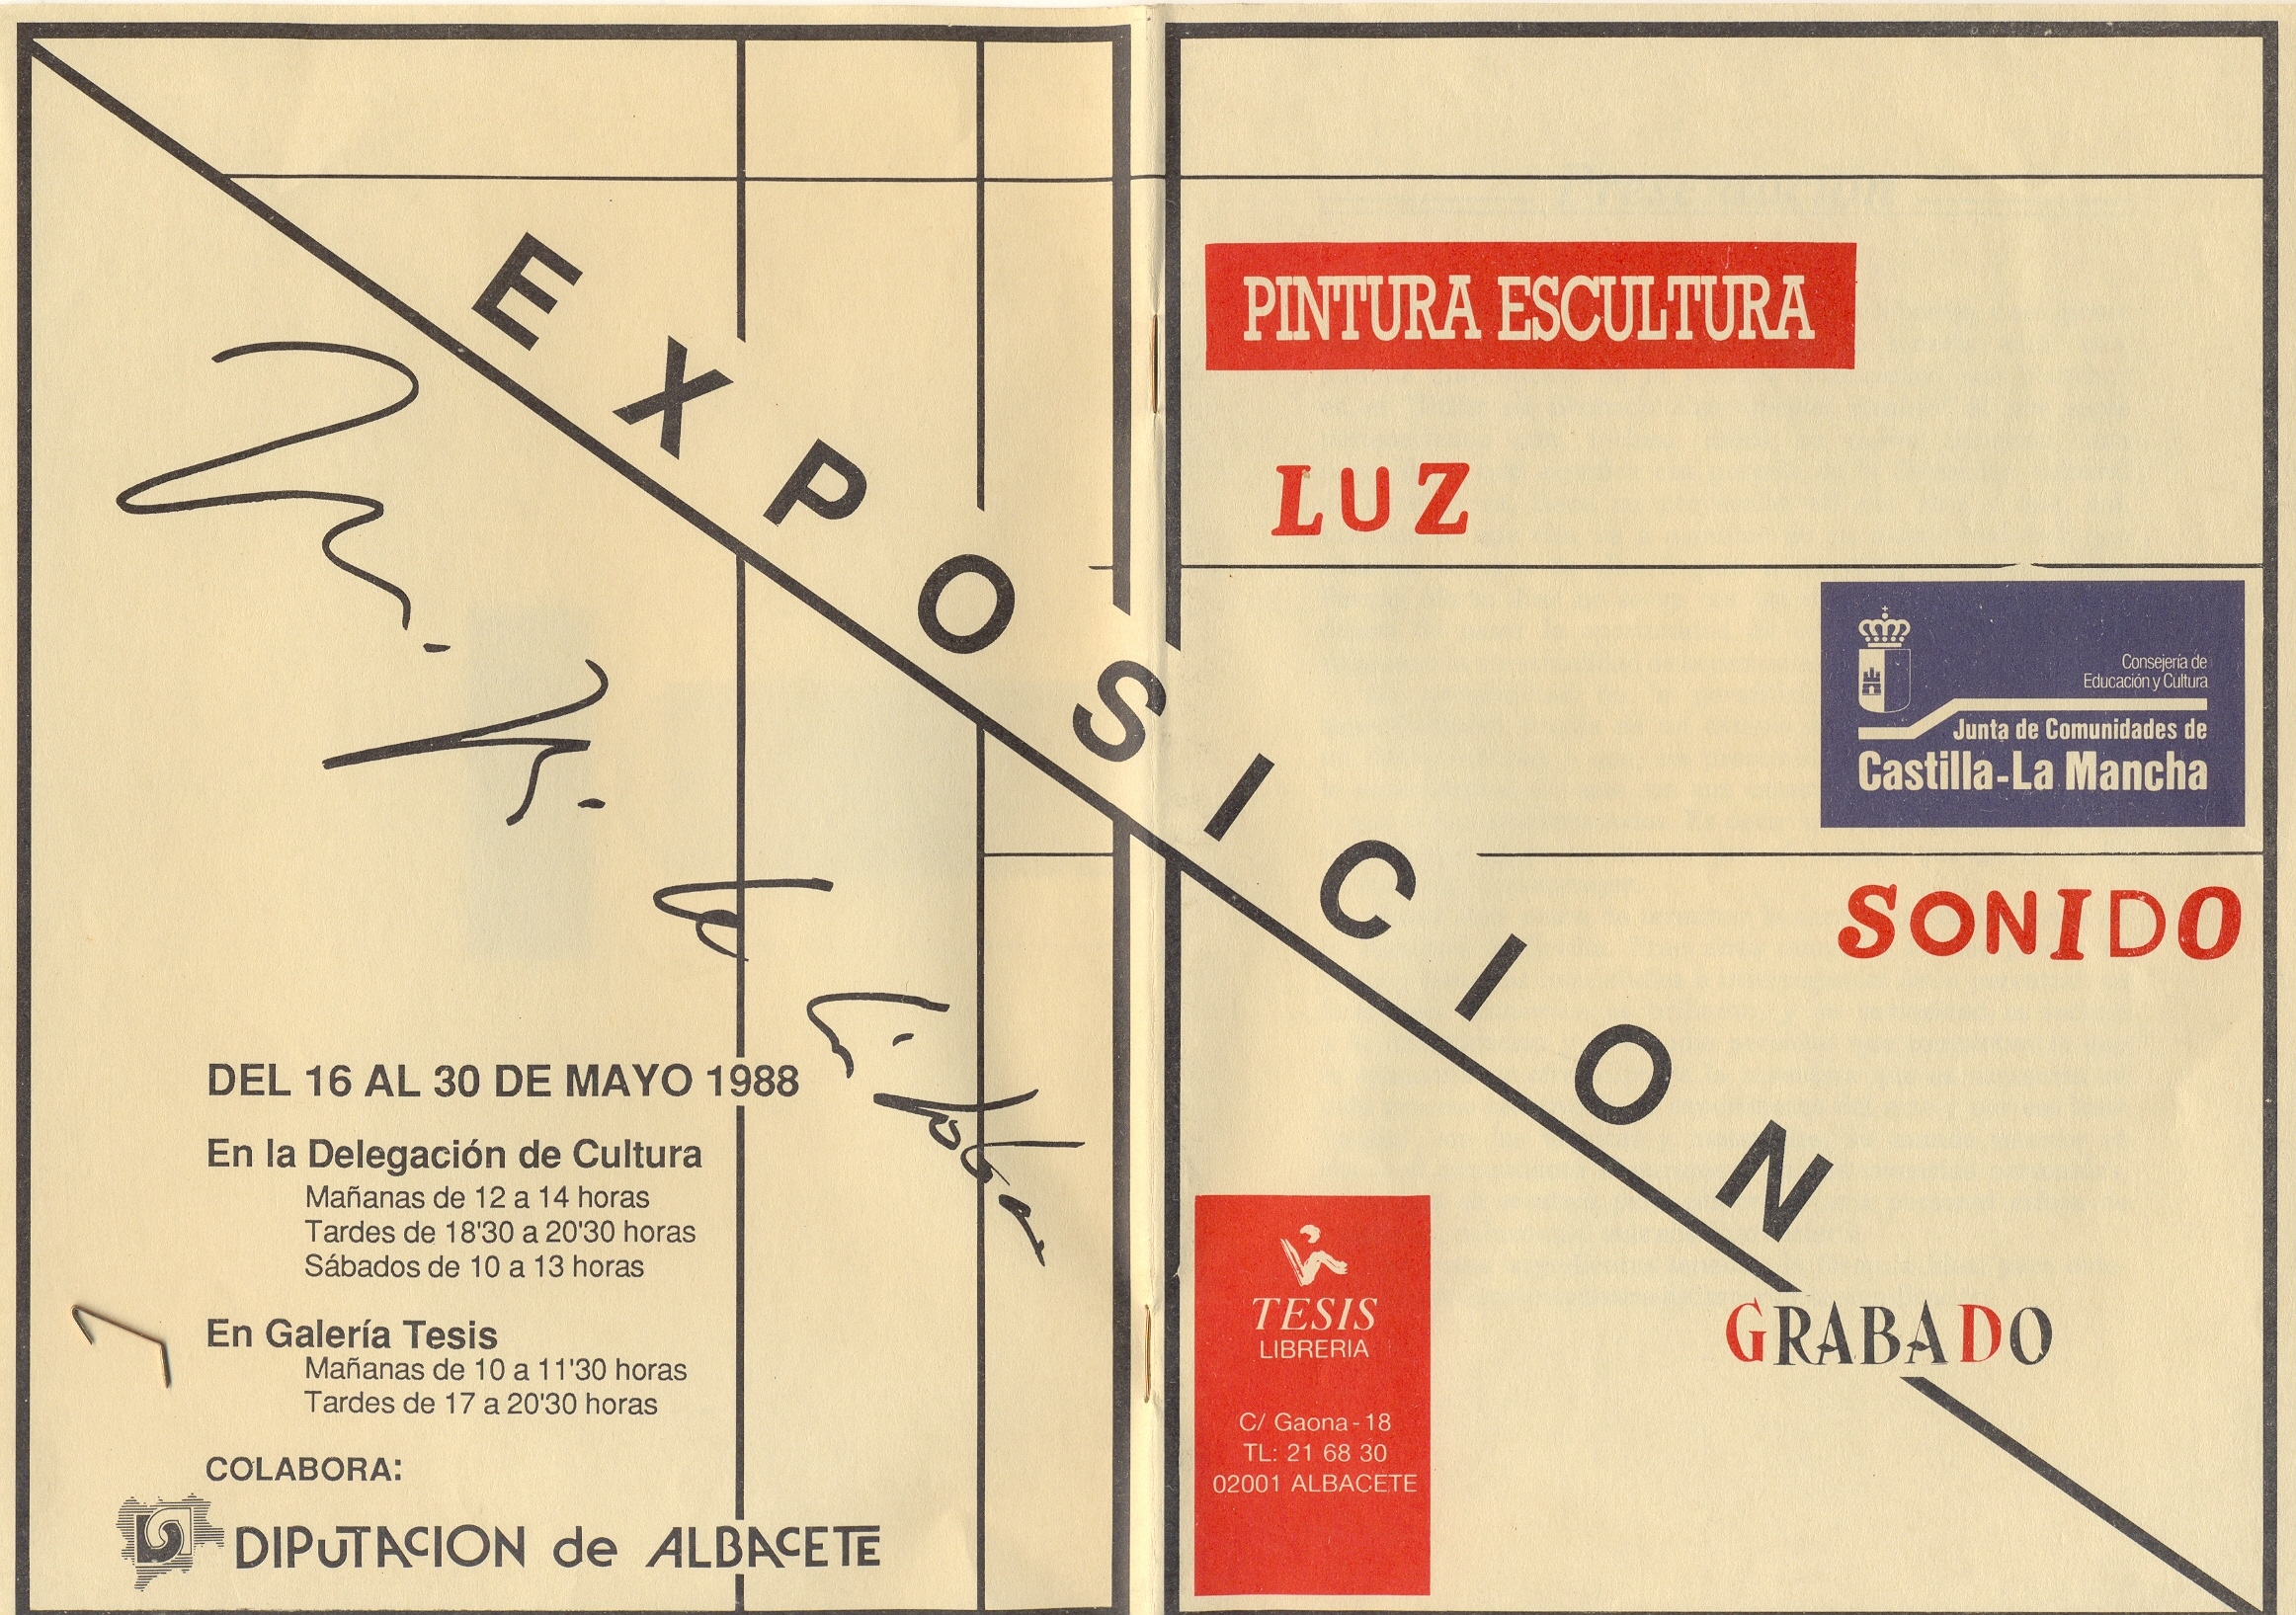 EXPOSICION
DEL 16 AL 30 DE MAYO 1988
En la Delegación de Cultura
Mañanas de 12 a 14 horas
Tardes de 18'30 a 20'30 horas
Sábados de 10 a 13 horas
En Galería Tesis
Mañanas de 10 a 11'30 horas
Tardes de 17 a 20'30 horas
COLABORA:
DIPUTACION de ALBACETE
PINTURA ESCULTURA
LUZ
Consejería de
Educación y Cultura
Junta de Comunidades de
Castilla-La Mancha
SONIDO
GRABADO
TESIS
LIBRERIA
C/ Gaona - 18
TL: 21 68 30
02001 ALBACETE